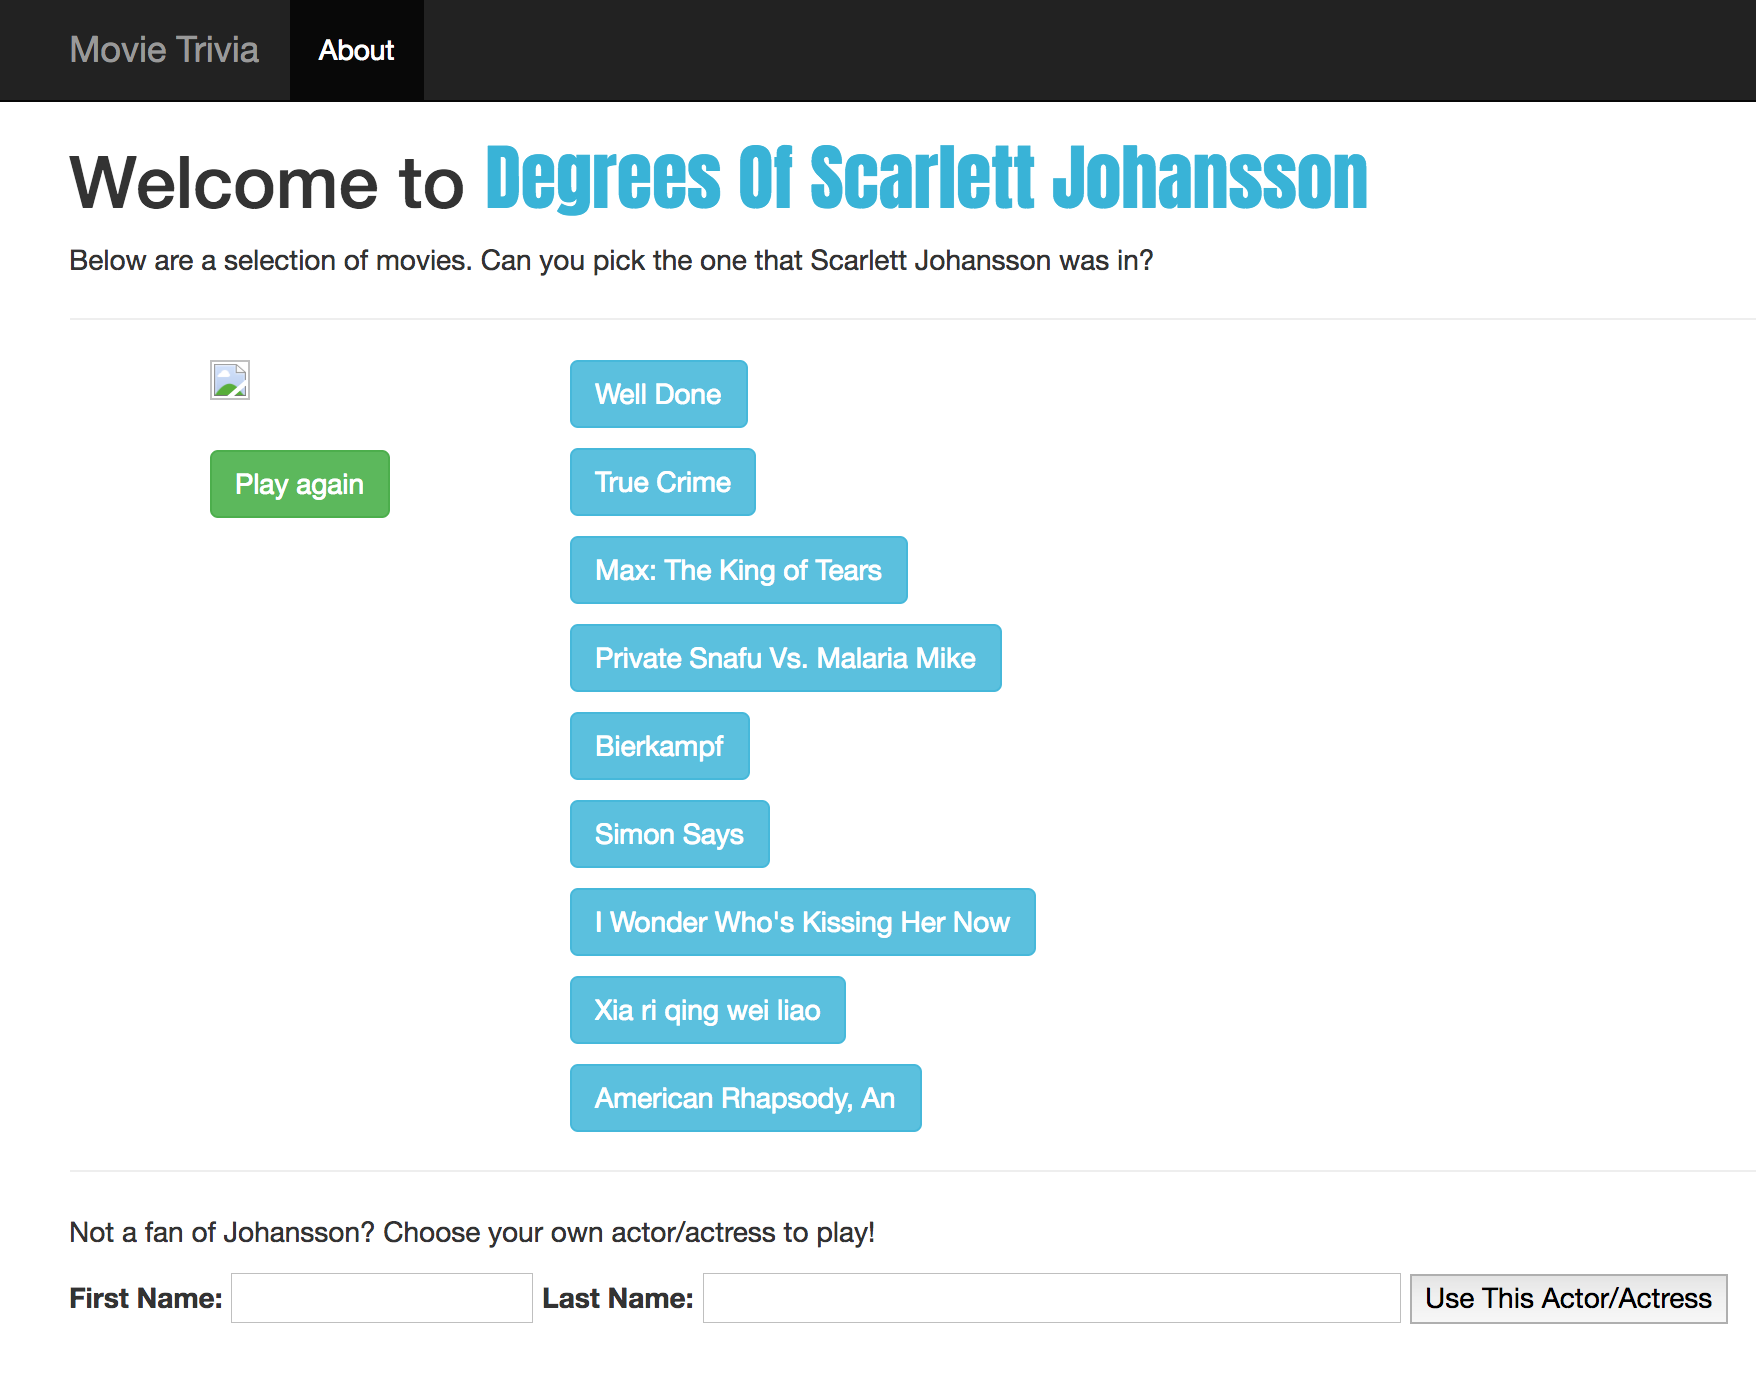 Movie Trivia About
Welcome to Degrees Of Scarlett Johansson
Below are a selection of movies. Can you pick the one that Scarlett Johansson was in?
Well Done
Play again
True Crime
Max: The King of Tears
Private Snafu Vs. Malaria Mike
Bierkampf
Simon Says
I Wonder Who's Kissing Her Now
Xia ri qing wei liao
American Rhapsody, An
Not a fan of Johansson? Choose your own actor/actress to play!
First Name: Last Name: Use This Actor/Actress